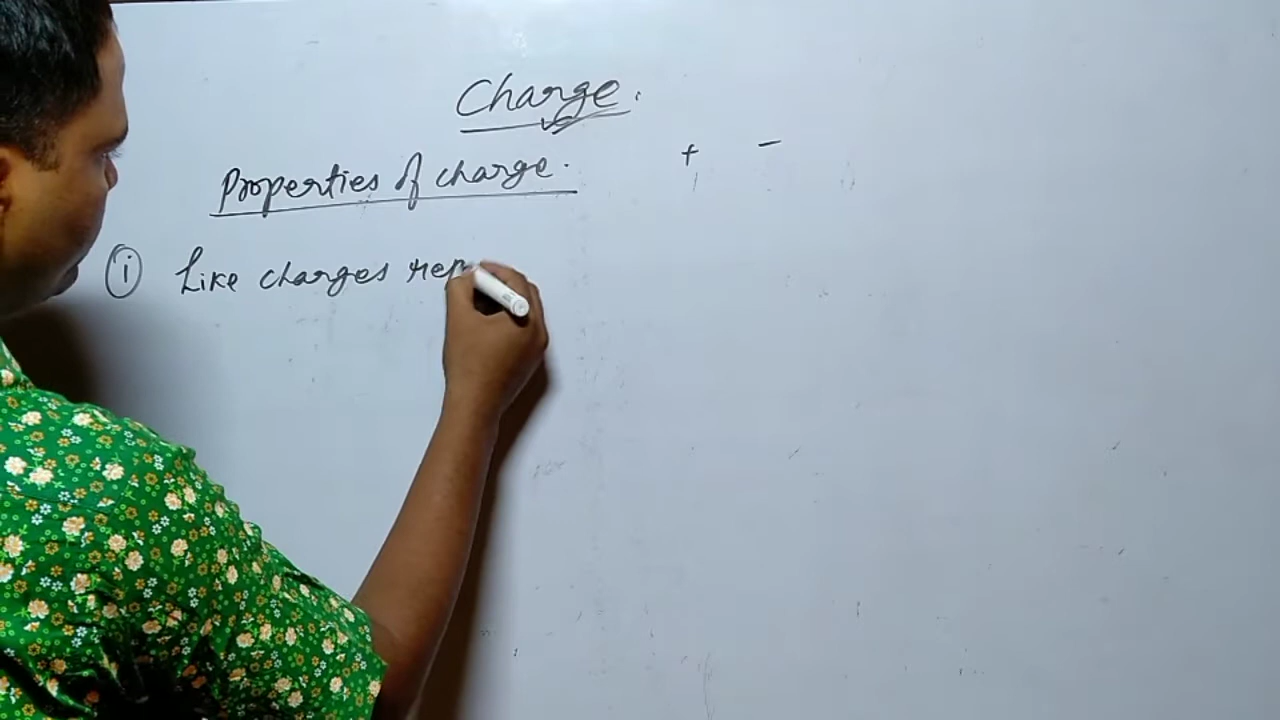 Charge.
Properties of charge. + -
(i) Like charges rep